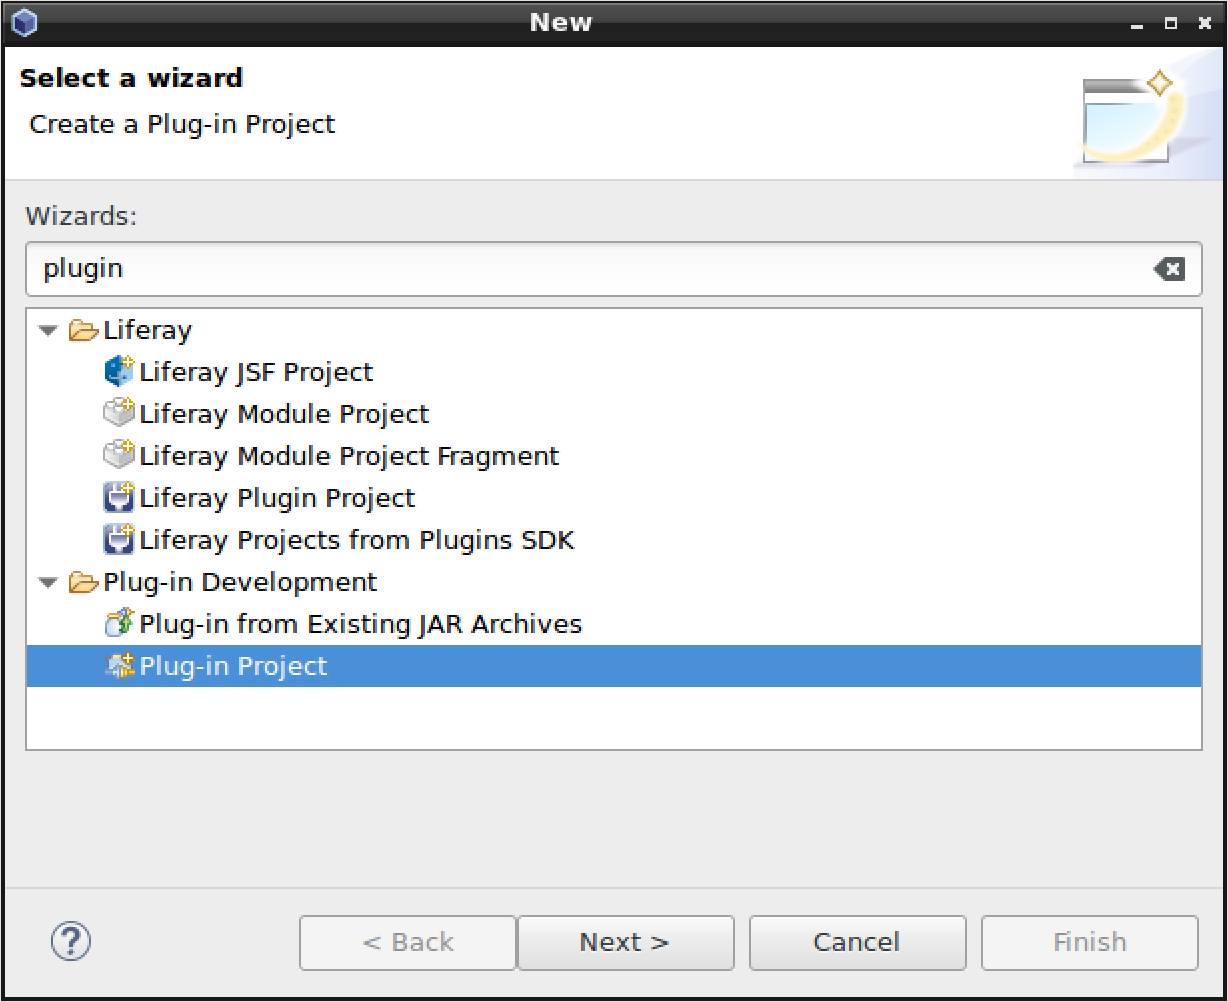 New
Select a wizard
Create a Plug-in Project
Wizards:
plugin
Liferay
Liferay JSF Project
Liferay Module Project
Liferay Module Project Fragment
Liferay Plugin Project
Liferay Projects from Plugins SDK
Plug-in Development
Plug-in from Existing JAR Archives
Plug-in Project
? < Back Next > Cancel Finish